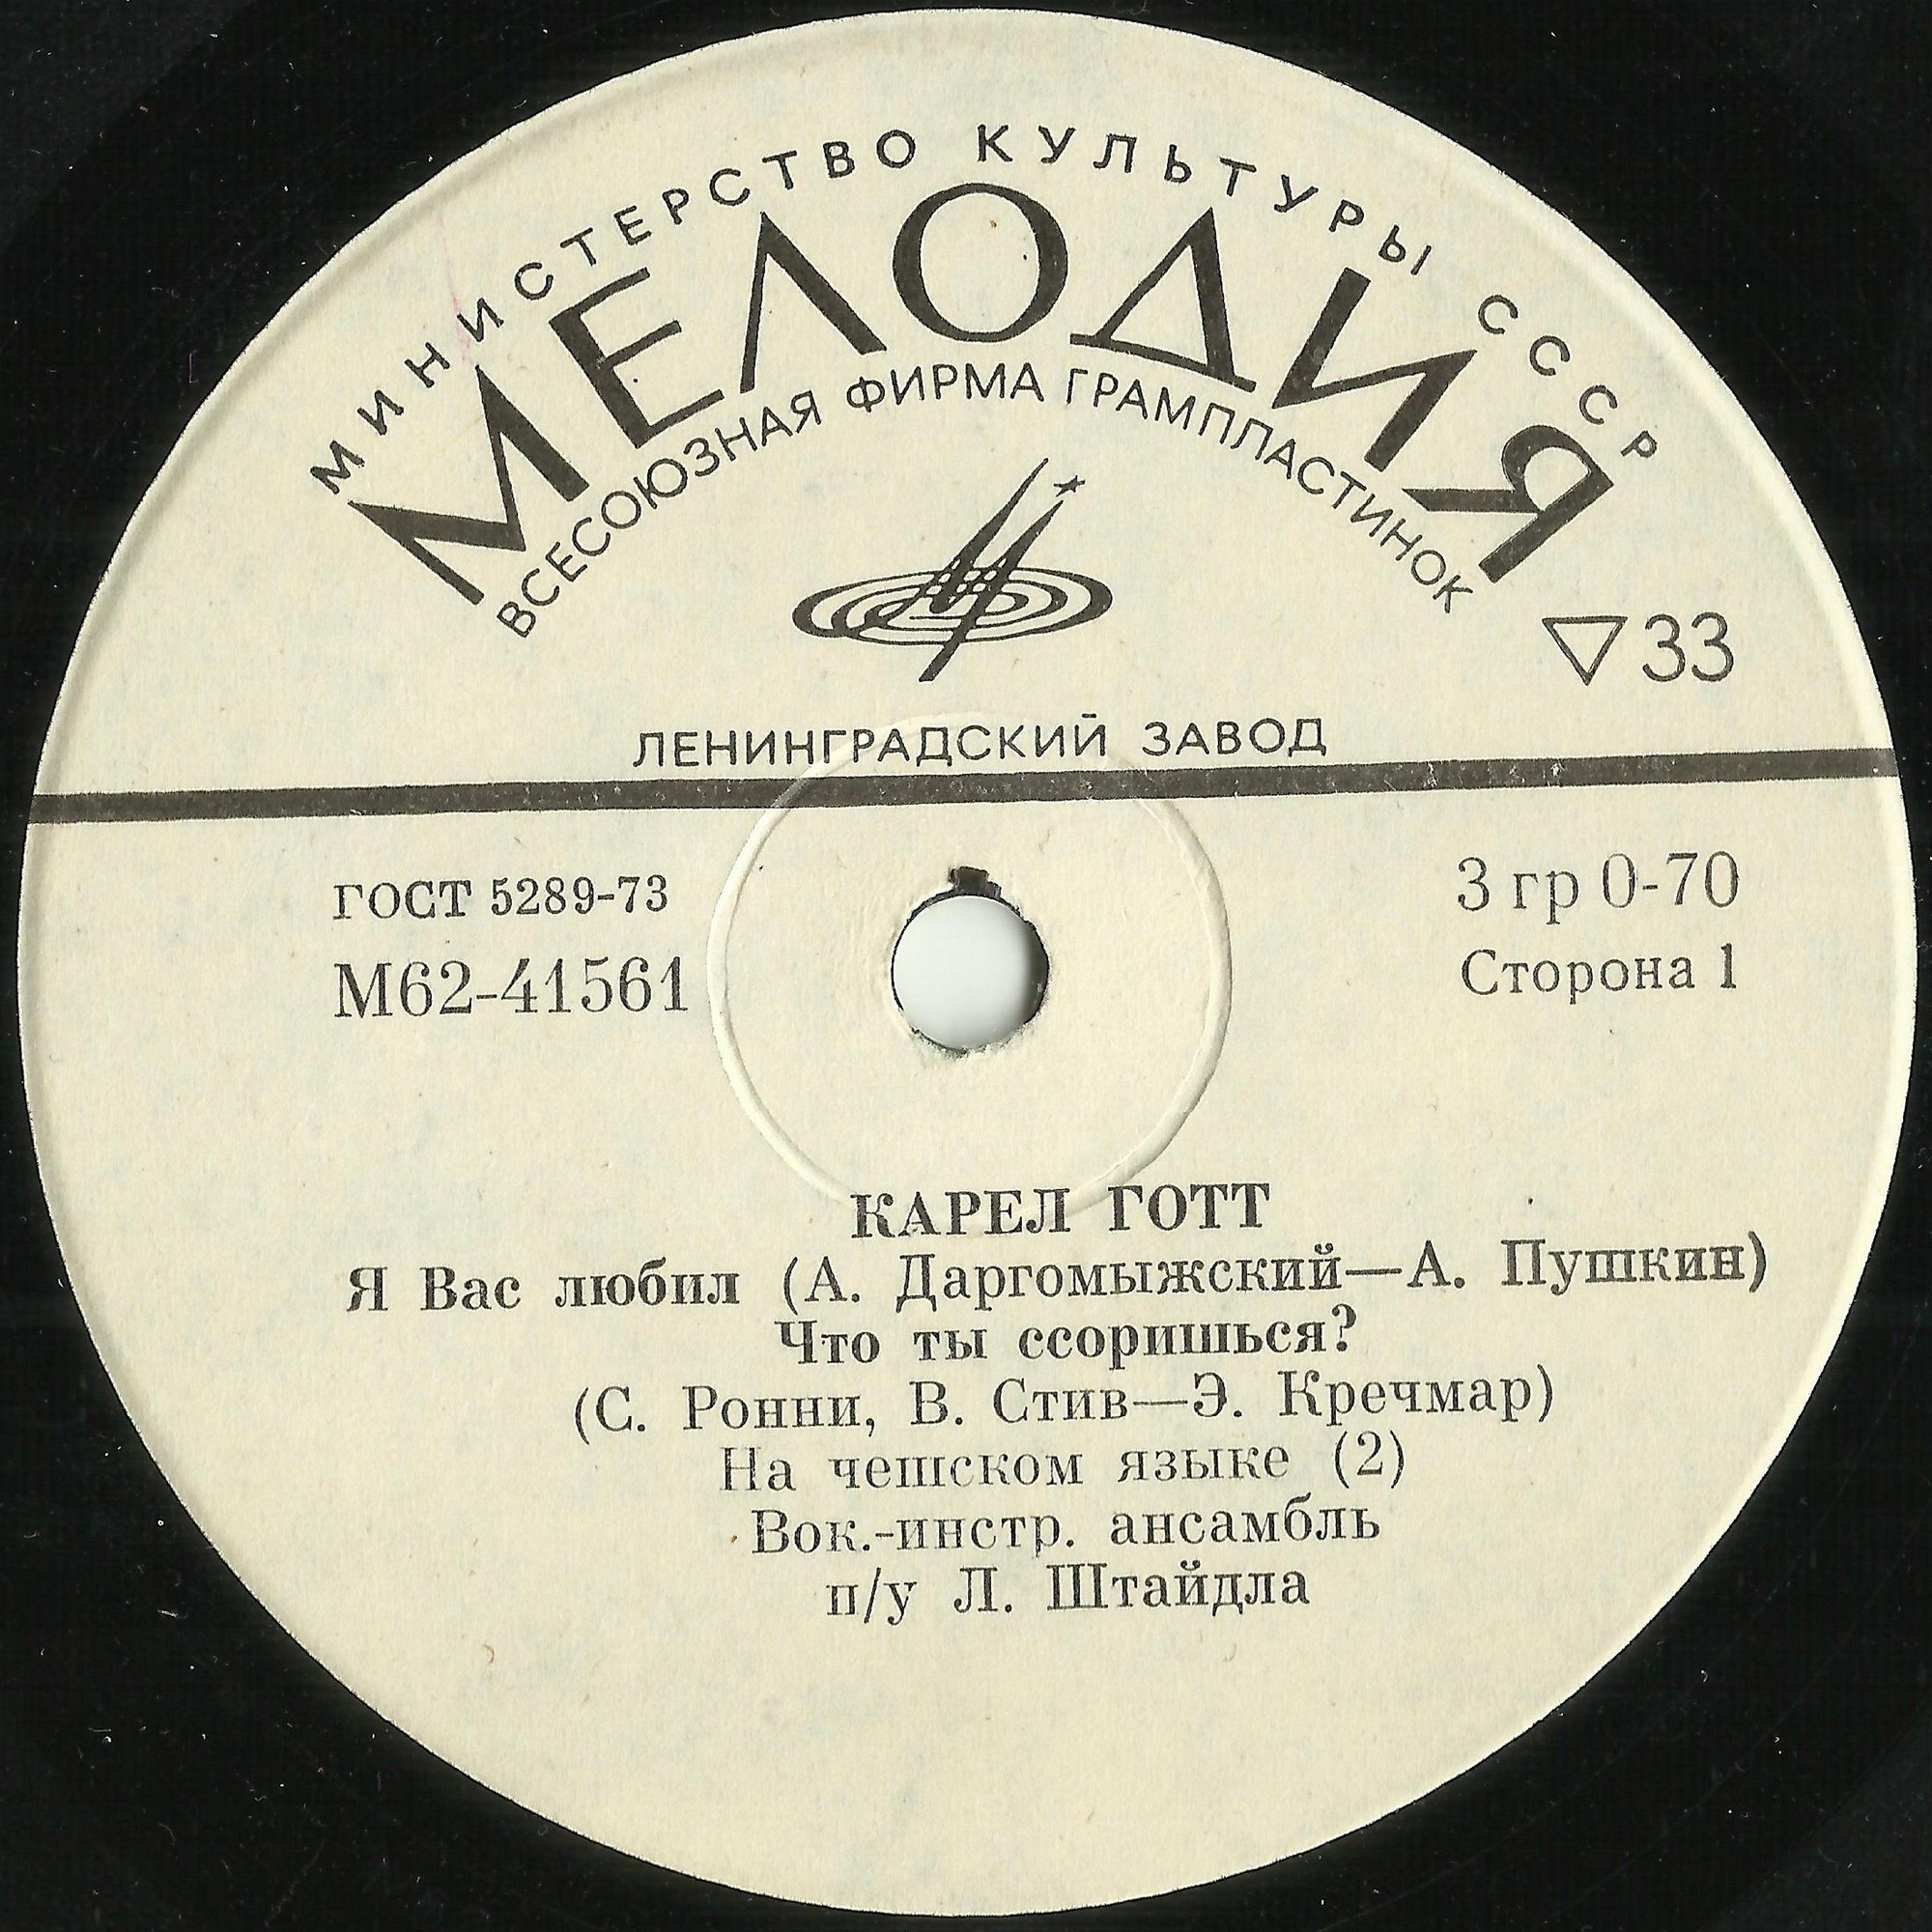 МИНИСТЕРСТВО КУЛЬТУРЫ СССР
МЕЛОДИЯ
ВСЕСОЮЗНАЯ ФИРМА ГРАМПЛАСТИНОК
33
ЛЕНИНГРАДСКИЙ ЗАВОД
ГОСТ 5289-73
3 гр 0-70
М62-41561
Сторона 1
КАРЕЛ ГОТТ
Я Вас любил (А. Даргомыжский—А. Пушкин)
Что ты ссоришься?
(С. Ронни, В. Стив—Э. Кречмар)
На чешском языке (2)
Вок.-инстр. ансамбль
п/у Л. Штайдла